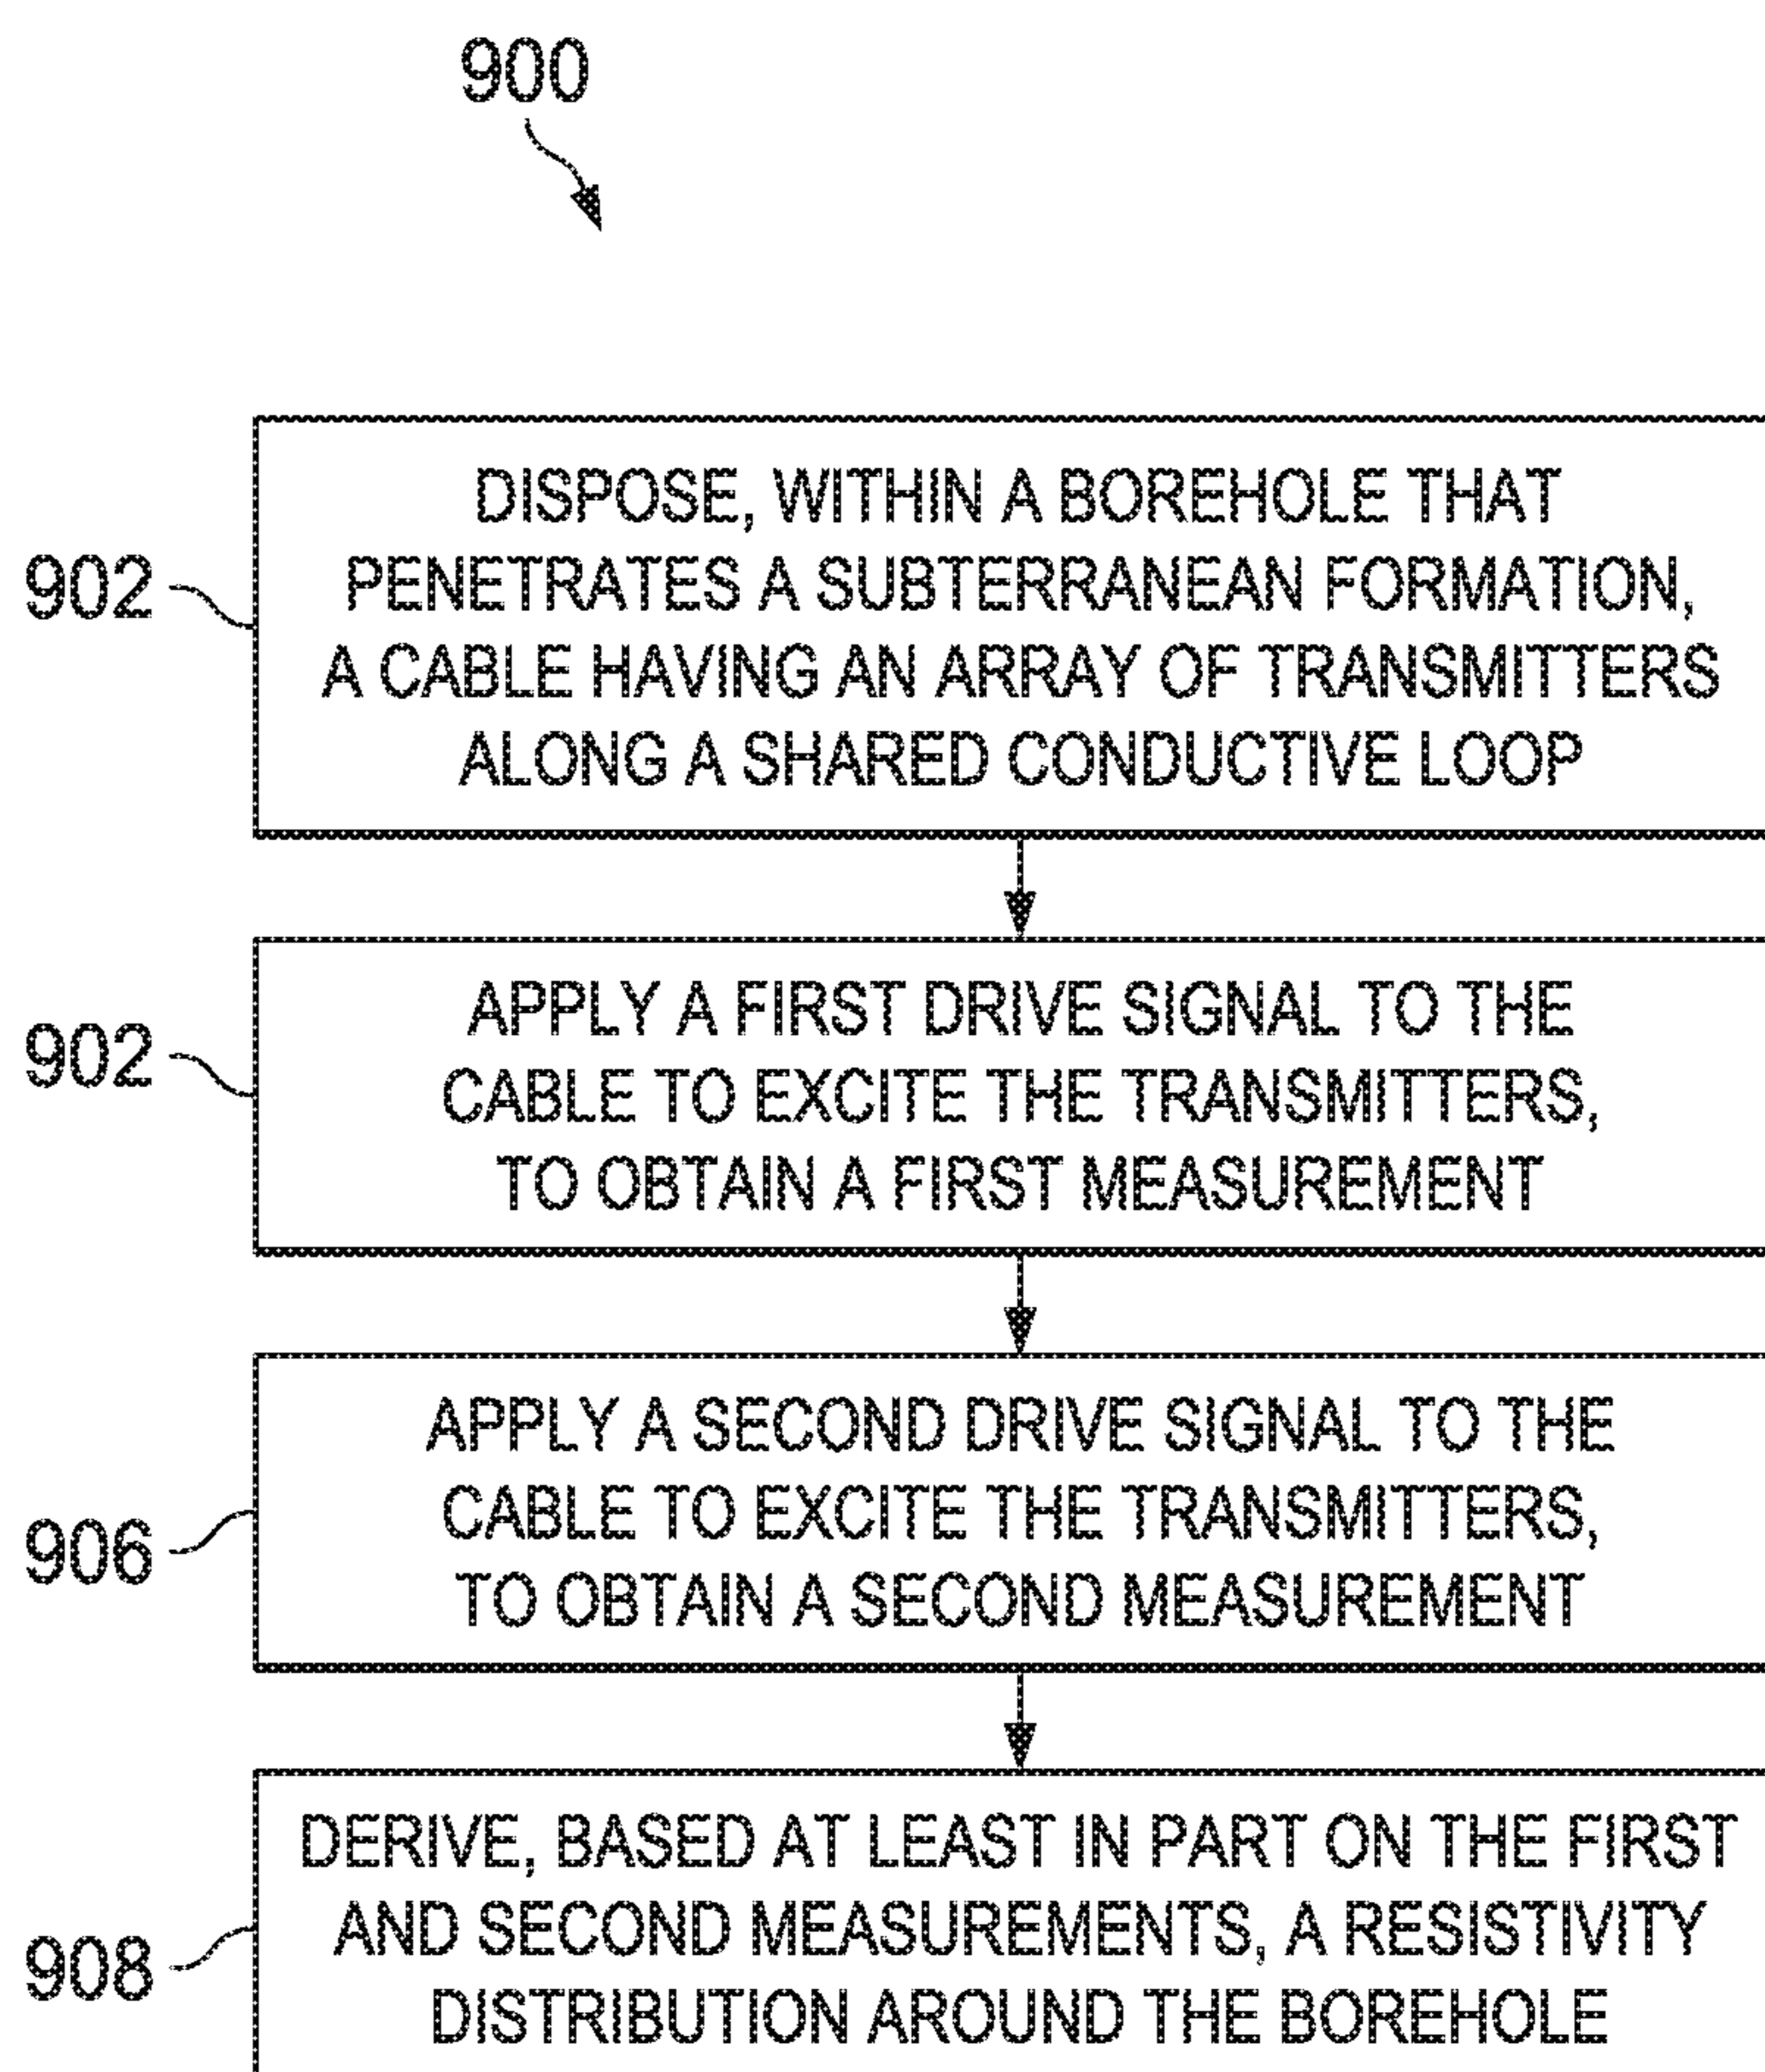 900
902
DISPOSE, WITHIN A BOREHOLE THAT
PENETRATES A SUBTERRANEAN FORMATION,
A CABLE HAVING AN ARRAY OF TRANSMITTERS
ALONG A SHARED CONDUCTIVE LOOP
902
APPLY A FIRST DRIVE SIGNAL TO THE
CABLE TO EXCITE THE TRANSMITTERS,
TO OBTAIN A FIRST MEASUREMENT
906
APPLY A SECOND DRIVE SIGNAL TO THE
CABLE TO EXCITE THE TRANSMITTERS,
TO OBTAIN A SECOND MEASUREMENT
908
DERIVE, BASED AT LEAST IN PART ON THE FIRST
AND SECOND MEASUREMENTS, A RESISTIVITY
DISTRIBUTION AROUND THE BOREHOLE